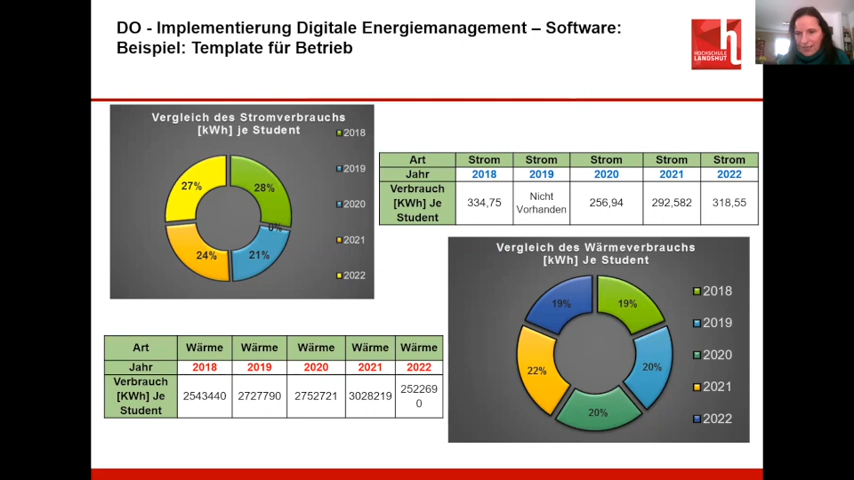 DO - Implementierung Digitale Energiemanagement – Software:
Beispiel: Template für Betrieb
HOCHSCHULE
LANDSHUT
Vergleich des Stromverbrauchs
[kWh] je Student
2018
2019
2020
2021
2022
27%
28%
0%
24%
21%
Art Strom Strom Strom Strom Strom
Jahr 2018 2019 2020 2021 2022
Verbrauch
[KWh] Je
Student
334,75
Nicht
Vorhanden
256,94
292,582
318,55
Vergleich des Wärmeverbrauchs
[kWh] Je Student
19%
19%
20%
20%
22%
2018
2019
2020
2021
2022
Art Wärme Wärme Wärme Wärme Wärme
Jahr 2018 2019 2020 2021 2022
Verbrauch
[KWh] Je
Student
2543440
2727790
2752721
3028219
252269
0